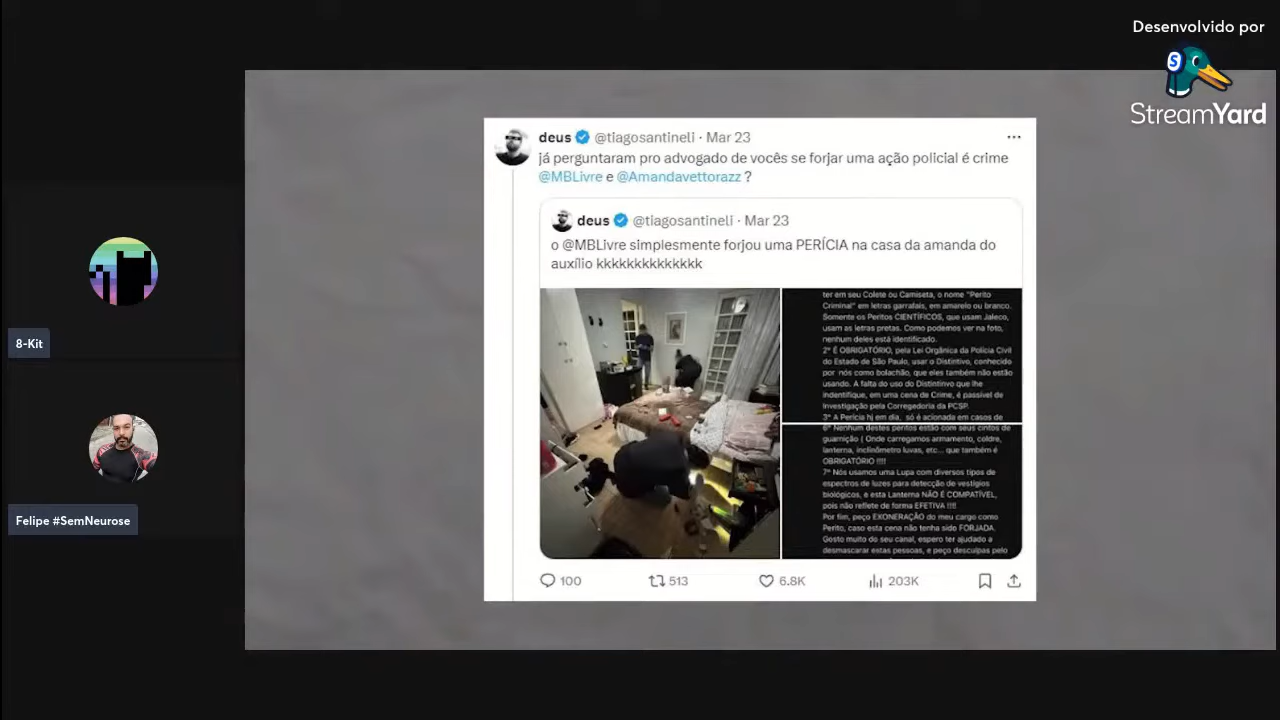 Desenvolvido por
StreamYard
deus @tiagosantineli · Mar 23
já perguntaram pro advogado de vocês se forjar uma ação policial é crime
@MBLivre e @Amandavettorazz ?
deus @tiagosantineli · Mar 23
o @MBLivre simplesmente forjou uma PERÍCIA na casa da amanda do
auxílio kkkkkkkkkkkkkk
ter em seu Colete ou Camiseta, o nome "Perito
Criminal" em letras garrafais, em amarelo ou branco.
Somente os Peritos CIENTÍFICOS, que usam Jaleco,
usam as letras pretas. Como podemos ver na foto,
nenhum deles está identificado.
2° É OBRIGATÓRIO, pela Lei Orgânica da Polícia Civil
do Estado de São Paulo, usar o Distintivo, conhecido
por nós como bolachão, que eles também não estão
usando. A falta do uso do Distintinvo que lhe
indentifique, em uma cena de Crime, é passível de
Investigação pela Corregedoria da PCSP.
3° A Perícia hj em dia, só é acionada em casos de
6° Nenhum destes peritos estão com seus cintos de
guarnição ( Onde carregamos armamento, coldre,
lanterna, inclinômetro luvas, etc... que também é
OBRIGATÓRIO !!!!
7° Nós usamos uma Lupa com diversos tipos de
espectros de luzes para detecção de vestígios
biológicos, e esta Lanterna NÃO É COMPATÍVEL,
pois não reflete de forma EFETIVA !!!!
Por fim, peço EXONERAÇÃO do meu cargo como
Perito, caso esta cena não tenha sido FORJADA.
Gosto muito do seu canal, espero ter ajudado a
desmascarar estas pessoas, e peço desculpas pelo
100 513 6.8K 203K
8-Kit
Felipe #SemNeurose